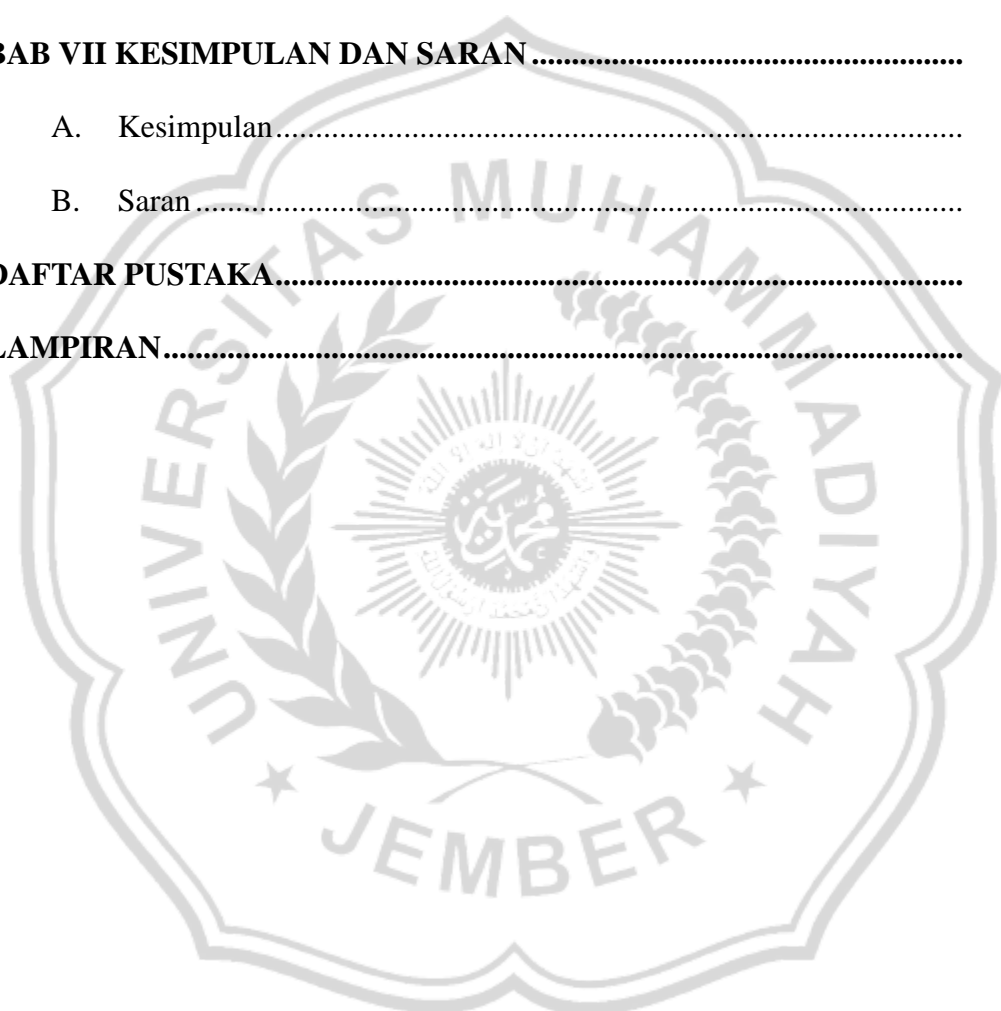 BAB VII KESIMPULAN DAN SARAN ......................................................
A. Kesimpulan......................................................................................
B. Saran ................................................................................................
DAFTAR PUSTAKA......................................................................................
LAMPIRAN....................................................................................................
UNIVERSITAS MUHAMMADIYAH
JEMBER